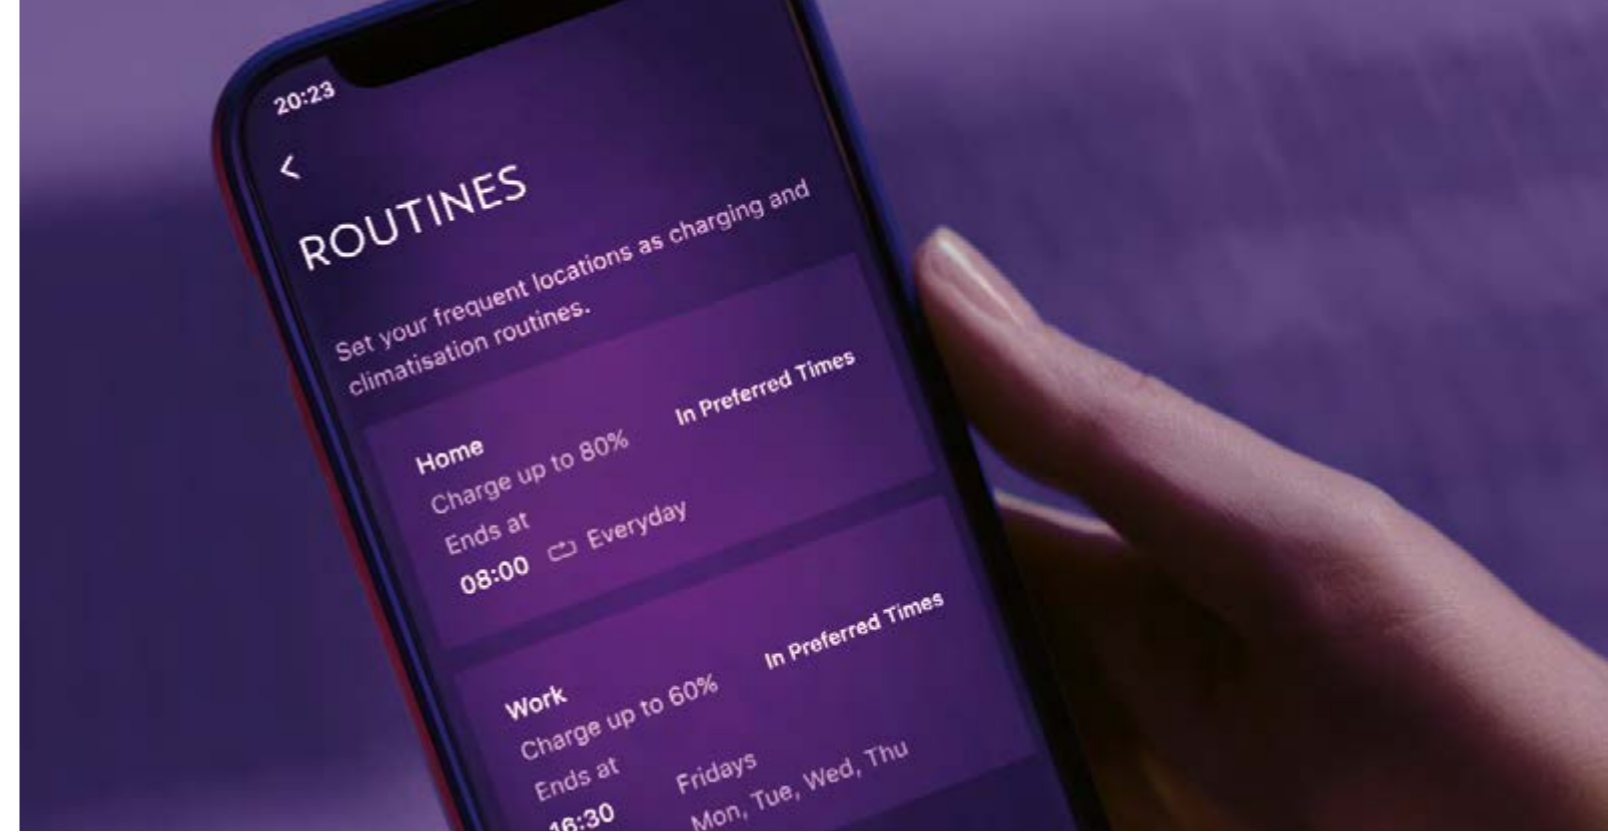 20:23
ROUTINES
Set your frequent locations as charging and
climatisation routines.
Home
In Preferred Times
Charge up to 80%
Ends at
08:00 Everyday
Work
In Preferred Times
Charge up to 60%
Ends at
Fridays
16:30
Mon, Tue, Wed, Thu